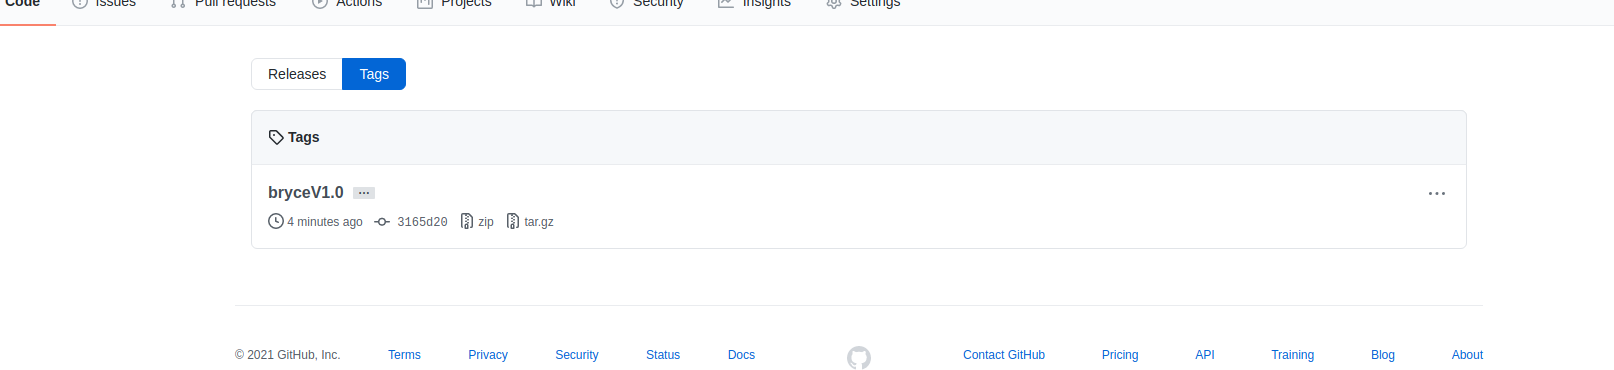 Code Issues Pull requests Actions Projects Wiki Security Insights Settings
Releases Tags
Tags
bryceV1.0 ...
4 minutes ago 3165d20 zip tar.gz
© 2021 GitHub, Inc. Terms Privacy Security Status Docs Contact GitHub Pricing API Training Blog About